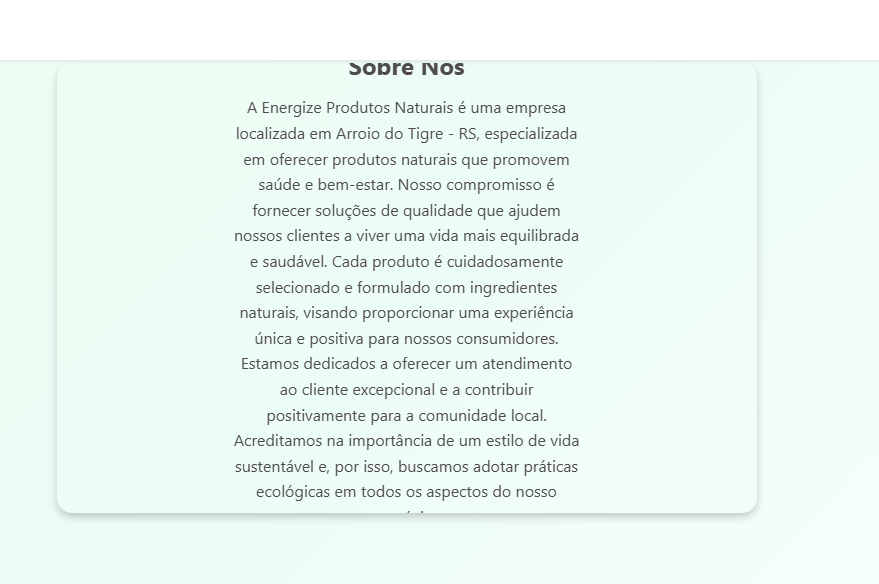 Sobre Nós
A Energize Produtos Naturais é uma empresa
localizada em Arroio do Tigre - RS, especializada
em oferecer produtos naturais que promovem
saúde e bem-estar. Nosso compromisso é
fornecer soluções de qualidade que ajudem
nossos clientes a viver uma vida mais equilibrada
e saudável. Cada produto é cuidadosamente
selecionado e formulado com ingredientes
naturais, visando proporcionar uma experiência
única e positiva para nossos consumidores.
Estamos dedicados a oferecer um atendimento
ao cliente excepcional e a contribuir
positivamente para a comunidade local.
Acreditamos na importância de um estilo de vida
sustentável e, por isso, buscamos adotar práticas
ecológicas em todos os aspectos do nosso